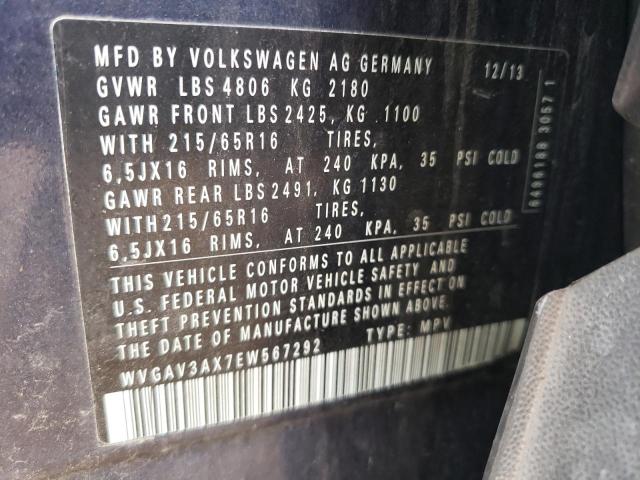 MFD BY VOLKSWAGEN AG GERMANY 12/13
GVWR LBS 4806 KG 2180
GAWR FRONT LBS 2425, KG 1100
WITH 215/65R16 TIRES,
6,5JX16 RIMS, AT 240 KPA, 35 PSI COLD
GAWR REAR LBS 2491, KG 1130
WITH 215/65R16 TIRES,
6,5JX16 RIMS, AT 240 KPA, 35 PSI COLD
THIS VEHICLE CONFORMS TO ALL APPLICABLE
U.S. FEDERAL MOTOR VEHICLE SAFETY AND
THEFT PREVENTION STANDARDS IN EFFECT ON
THE DATE OF MANUFACTURE SHOWN ABOVE.
WVGAV3AX7EW567292 TYPE: MPV